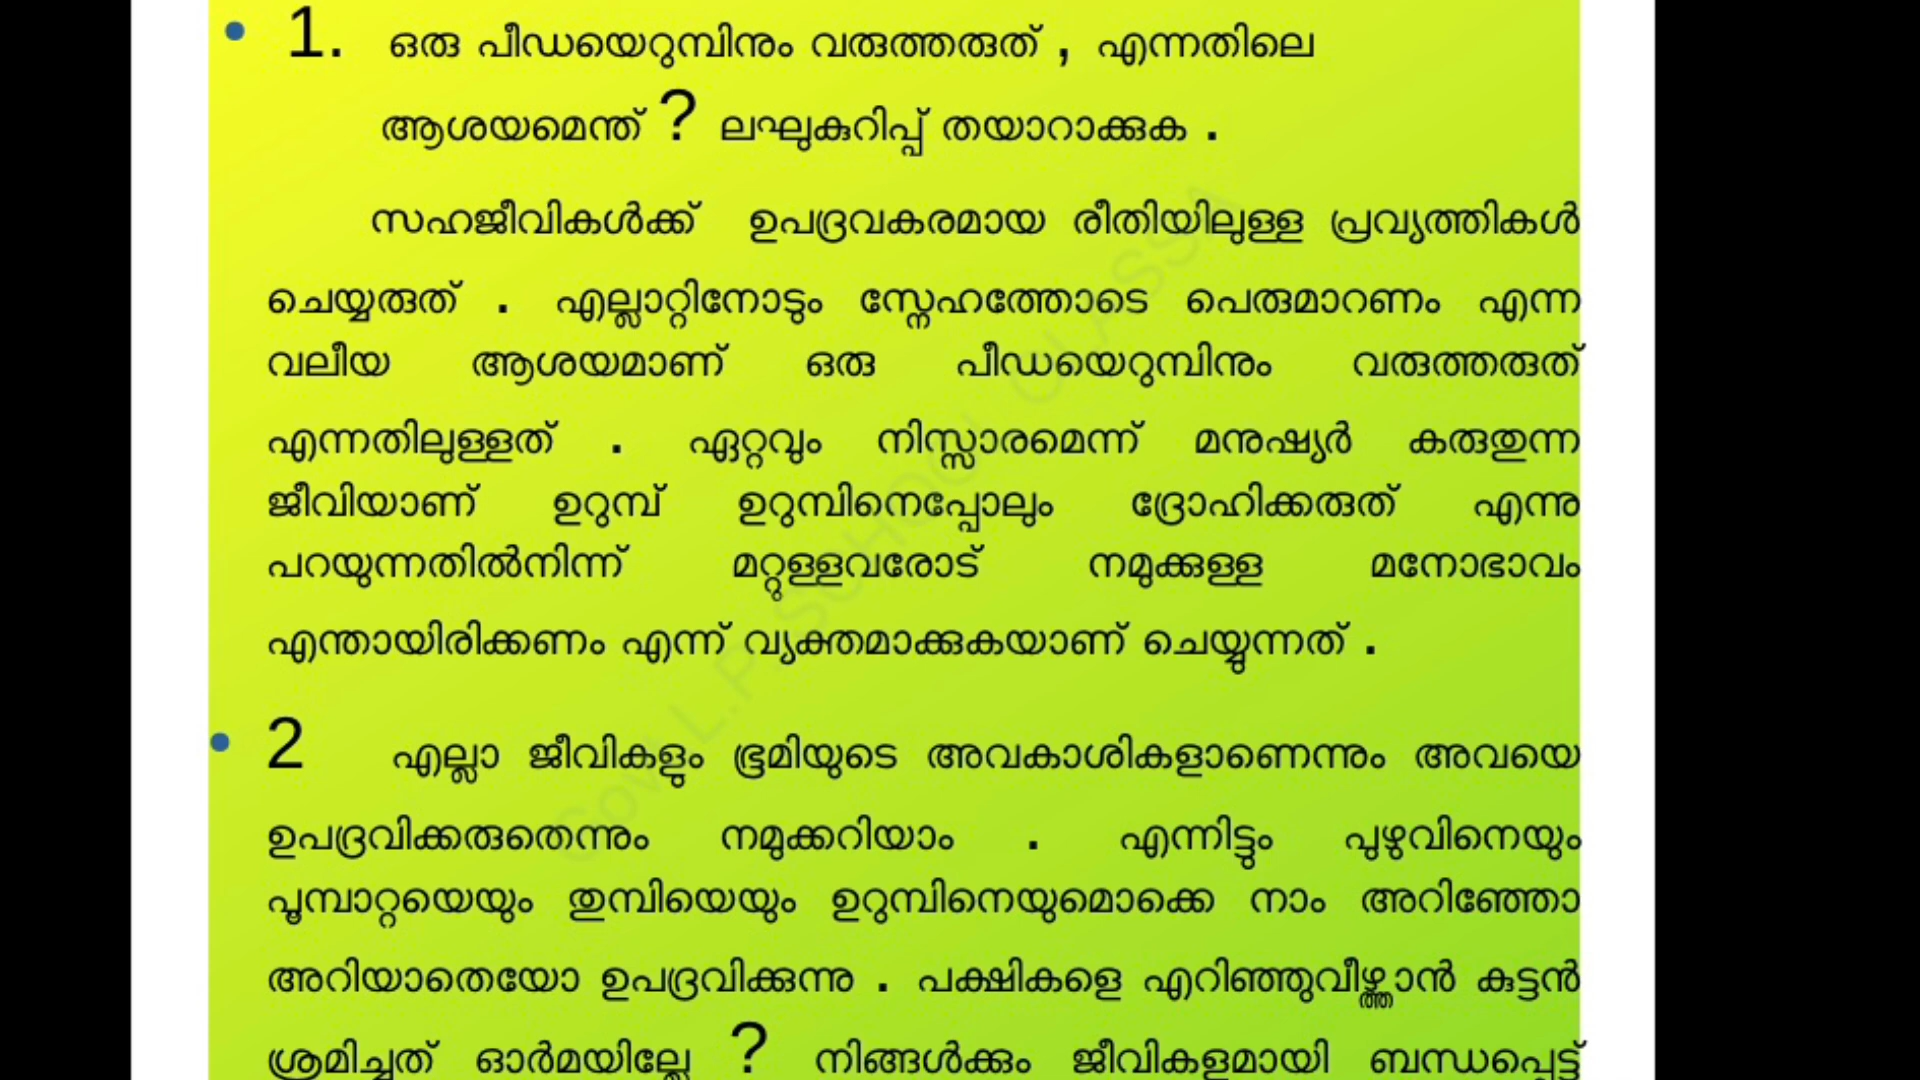 • 1. ഒരു പീഡയെറുമ്പിനും വരുത്തരുത് , എന്നതിലെ
ആശയമെന്ത് ? ലഘുകുറിപ്പ് തയാറാക്കുക .
സഹജീവികൾക്ക് ഉപദ്രവകരമായ രീതിയിലുള്ള പ്രവ്യത്തികൾ
ചെയ്യരുത് . എല്ലാറ്റിനോടും സ്നേഹത്തോടെ പെരുമാറണം എന്ന
വലീയ ആശയമാണ് ഒരു പീഡയെറുമ്പിനും വരുത്തരുത്
എന്നതിലുള്ളത് . ഏറ്റവും നിസ്സാരമെന്ന് മനുഷ്യർ കരുതുന്ന
ജീവിയാണ് ഉറുമ്പ് ഉറുമ്പിനെപ്പോലും ദ്രോഹിക്കരുത് എന്നു
പറയുന്നതിൽനിന്ന് മറ്റുള്ളവരോട് നമുക്കുള്ള മനോഭാവം
എന്തായിരിക്കണം എന്ന് വ്യക്തമാക്കുകയാണ് ചെയ്യുന്നത് .
• 2 എല്ലാ ജീവികളും ഭൂമിയുടെ അവകാശികളാണെന്നും അവയെ
ഉപദ്രവിക്കരുതെന്നും നമുക്കറിയാം . എന്നിട്ടും പുഴുവിനെയും
പൂമ്പാറ്റയെയും തുമ്പിയെയും ഉറുമ്പിനെയുമൊക്കെ നാം അറിഞ്ഞോ
അറിയാതെയോ ഉപദ്രവിക്കുന്നു . പക്ഷികളെ എറിഞ്ഞുവീഴ്ത്താൻ കുട്ടൻ
ശ്രമിച്ചത് ഓർമയില്ലേ ? നിങ്ങൾക്കും ജീവികളുമായി ബന്ധപ്പെട്ട്
Govt L.P. SCHOOL ULASSA